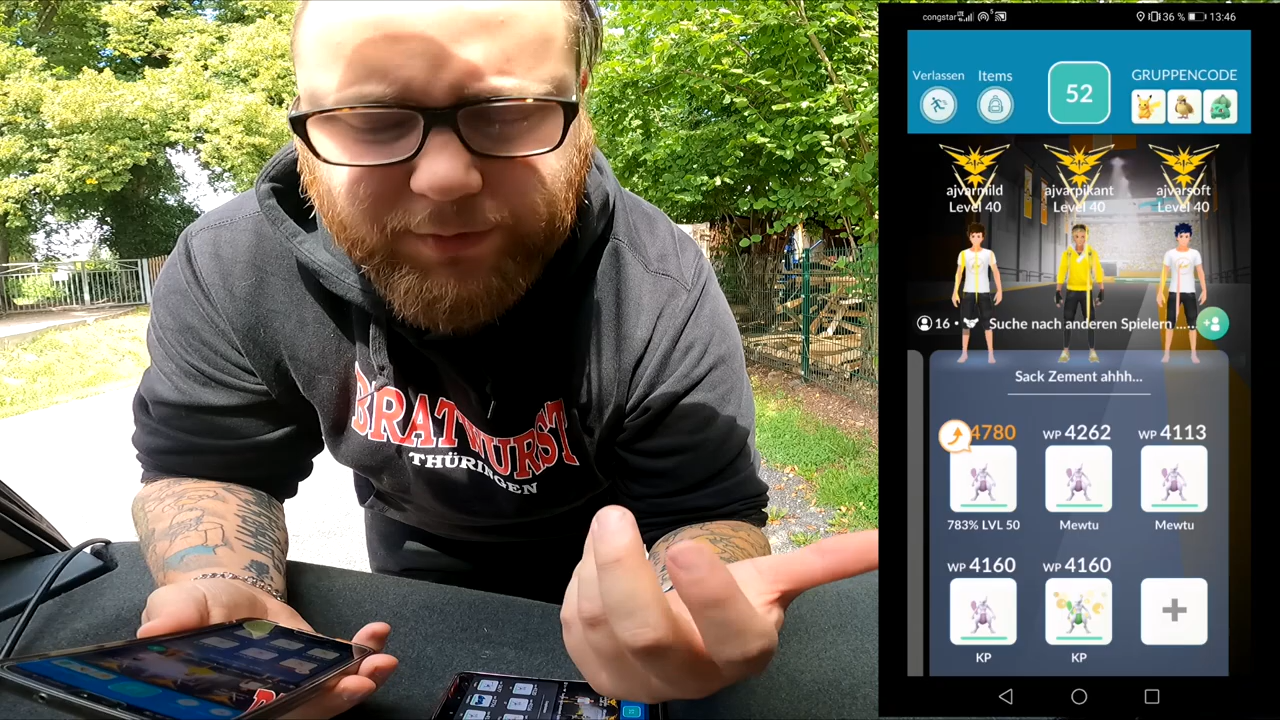 BRATWURST
THÜRINGEN
congstar 36 % 13:46
Verlassen Items 52 GRUPPENCODE
ajvarmild ajvarpikant ajvarsoft
Level 40 Level 40 Level 40
16 • Suche nach anderen Spielern .....
Sack Zement ahhh...
4780 WP 4262 WP 4113
783% LVL 50 Mewtu Mewtu
WP 4160 WP 4160
KP KP